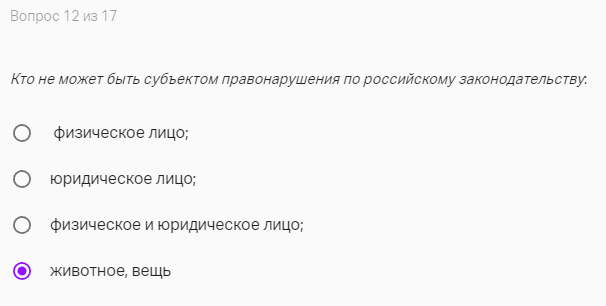 Вопрос 12 из 17
Кто не может быть субъектом правонарушения по российскому законодательству:
физическое лицо;
юридическое лицо;
физическое и юридическое лицо;
животное, вещь